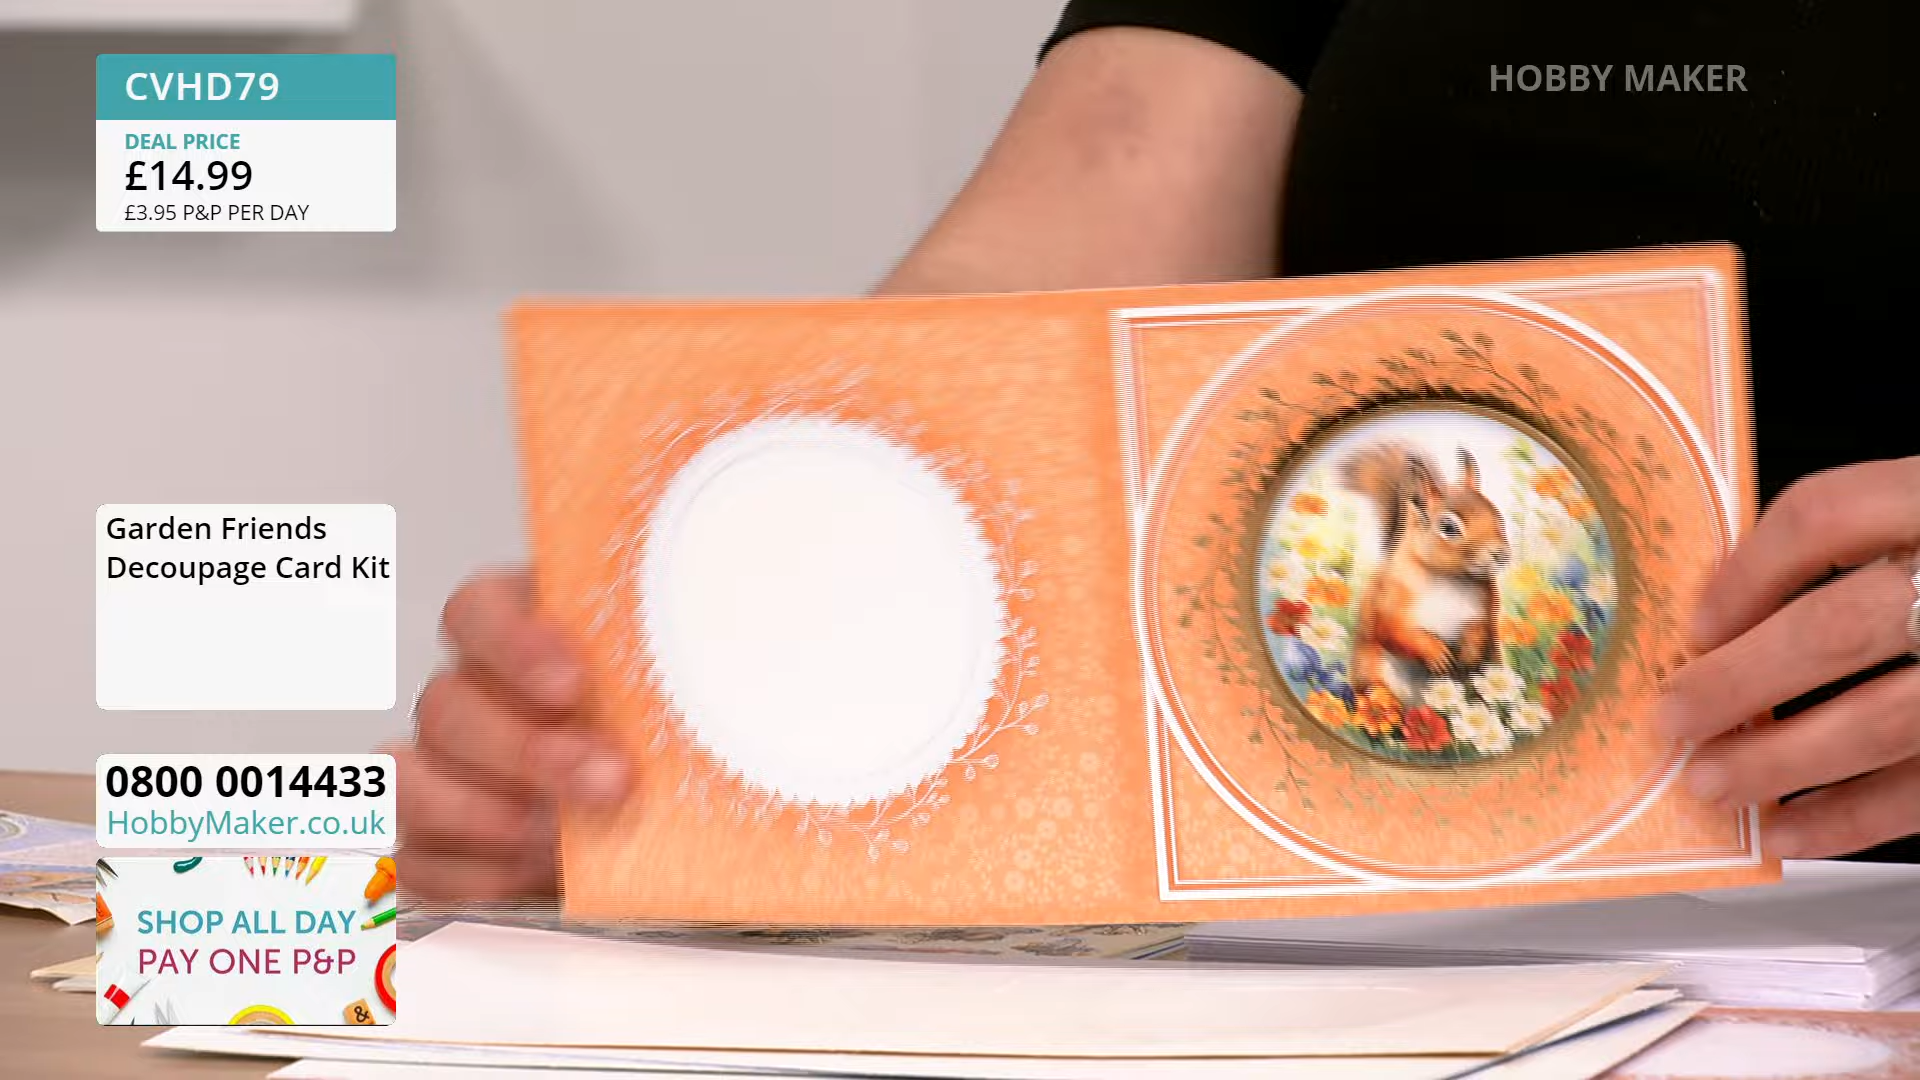 CVHD79
DEAL PRICE
£14.99
£3.95 P&P PER DAY
HOBBY MAKER
Garden Friends
Decoupage Card Kit
0800 0014433
HobbyMaker.co.uk
SHOP ALL DAY
PAY ONE P&P
&